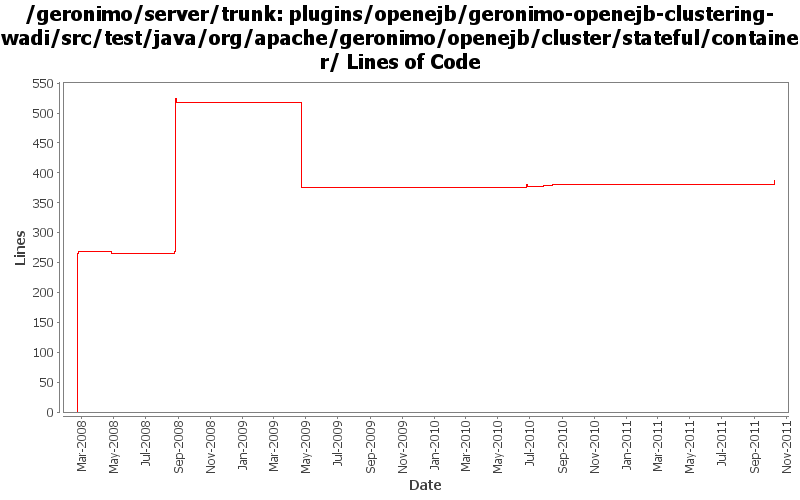 /geronimo/server/trunk: plugins/openejb/geronimo-openejb-clustering-
wadi/src/test/java/org/apache/geronimo/openejb/cluster/stateful/containe
r/ Lines of Code
550
500
450
400
350
300
250
200
150
100
50
0
Lines
Mar-2008
May-2008
Jul-2008
Sep-2008
Nov-2008
Jan-2009
Mar-2009
May-2009
Jul-2009
Sep-2009
Nov-2009
Jan-2010
Mar-2010
May-2010
Jul-2010
Sep-2010
Nov-2010
Jan-2011
Mar-2011
May-2011
Jul-2011
Sep-2011
Nov-2011
Date